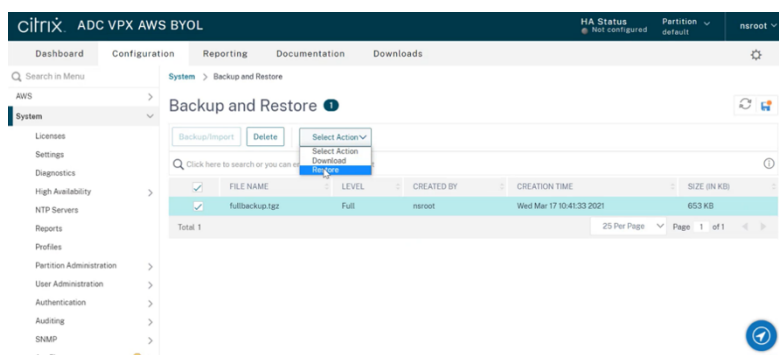 citrix. ADC VPX AWS BYOL
HA Status
Not configured
Partition
default
nsroot
Dashboard Configuration Reporting Documentation Downloads
Search in Menu
AWS
System
Licenses
Settings
Diagnostics
High Availability
NTP Servers
Reports
Profiles
Partition Administration
User Administration
Authentication
Auditing
SNMP
System > Backup and Restore
Backup and Restore 1
Backup/Import Delete Select Action
Select Action
Download
Restore
Click here to search or you can
FILE NAME LEVEL CREATED BY CREATION TIME SIZE (IN KB)
fullbackup.tgz Full nsroot Wed Mar 17 10:41:33 2021 653 KB
Total 1 25 Per Page Page 1 of 1